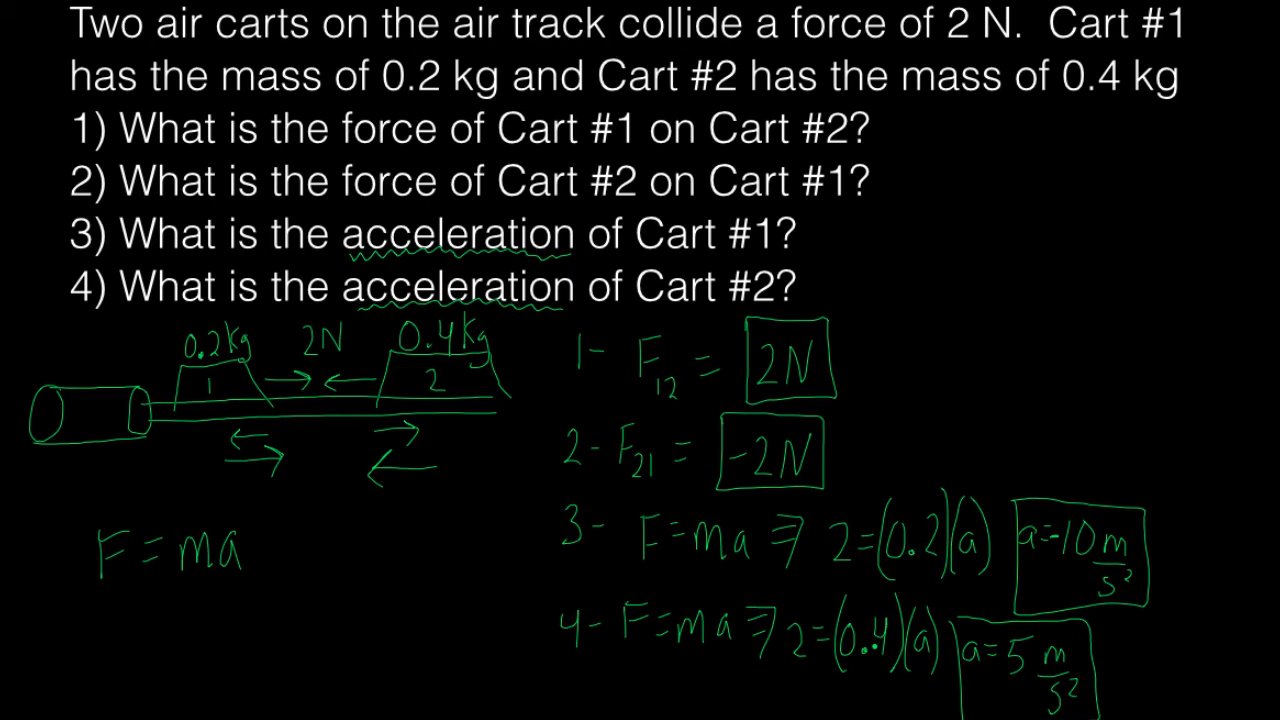 Two air carts on the air track collide a force of 2 N. Cart #1
has the mass of 0.2 kg and Cart #2 has the mass of 0.4 kg
1) What is the force of Cart #1 on Cart #2?
2) What is the force of Cart #2 on Cart #1?
3) What is the acceleration of Cart #1?
4) What is the acceleration of Cart #2?
0.2kg 2N 0.4kg
1 2
1- F12 = 2N
2- F21 = -2N
F=ma
3- F=ma ⇒ 2=(0.2)(a) a=-10 m/s²
4- F=ma ⇒ 2=(0.4)(a) a=5 m/s²